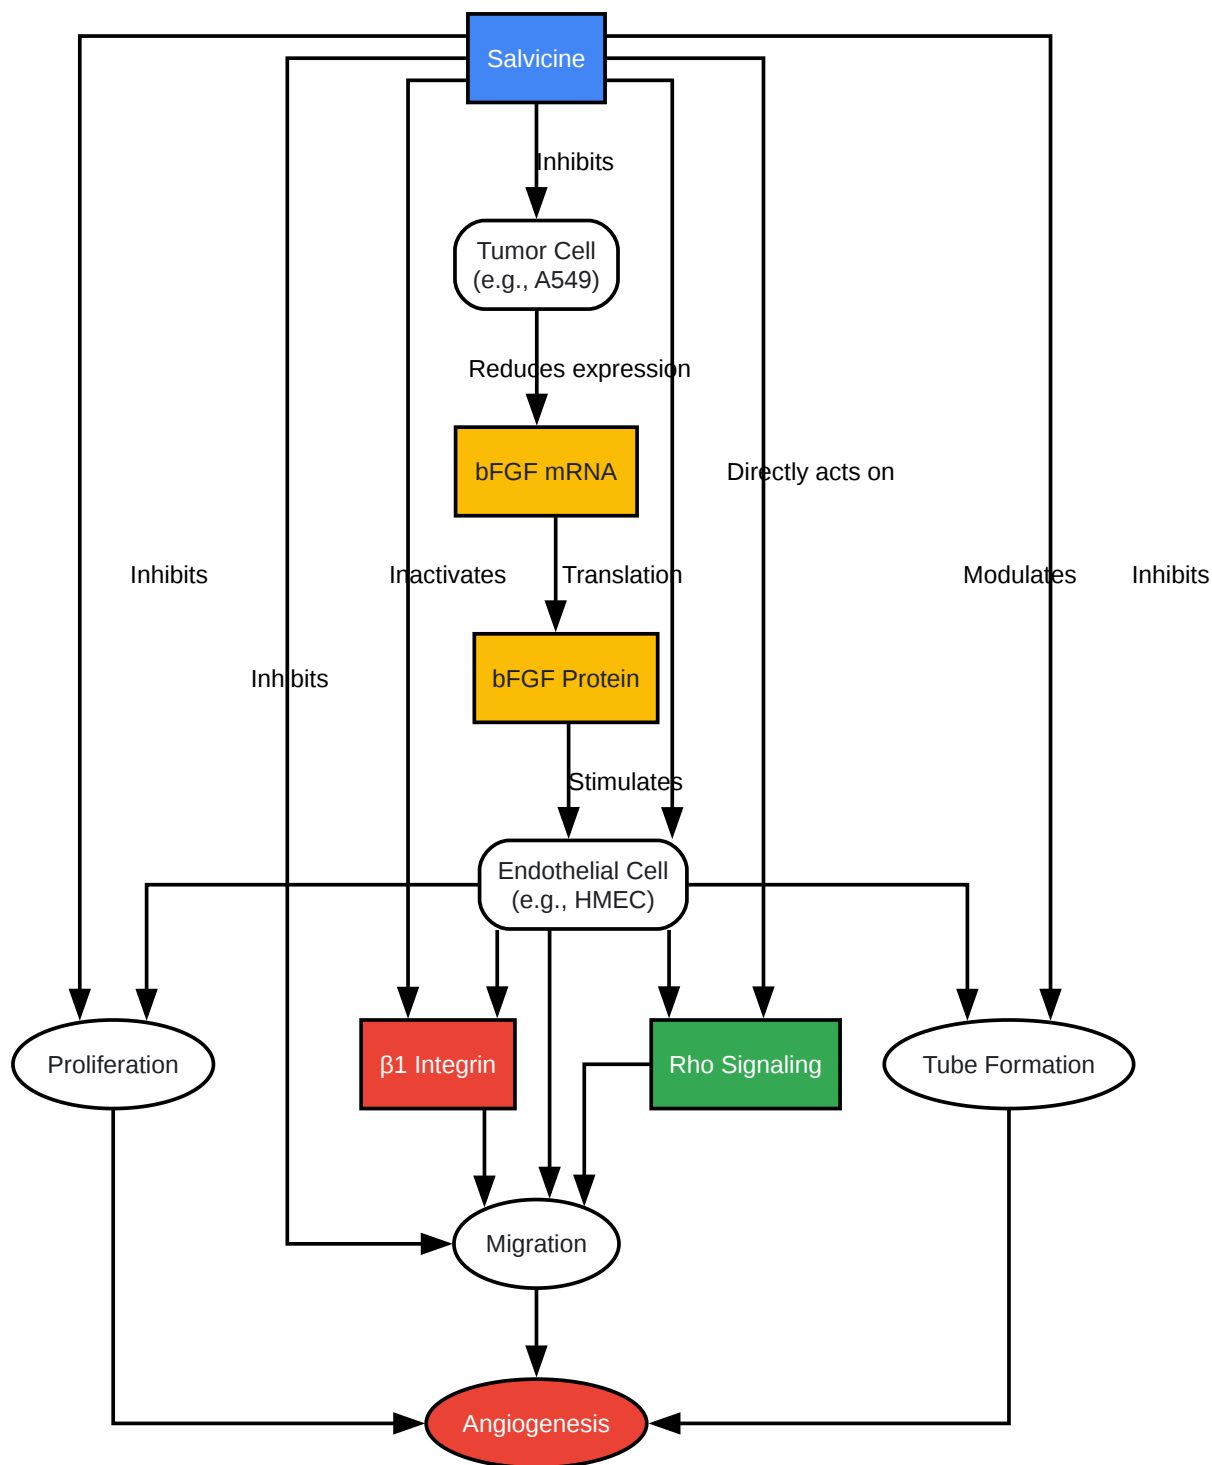 Salvicine
Inhibits
Tumor Cell
(e.g., A549)
Reduces expression
bFGF mRNA
Directly acts on
Inhibits
Inactivates
Translation
Modulates
Inhibits
Inhibits
bFGF Protein
Stimulates
Endothelial Cell
(e.g., HMEC)
Proliferation
β1 Integrin
Rho Signaling
Tube Formation
Migration
Angiogenesis